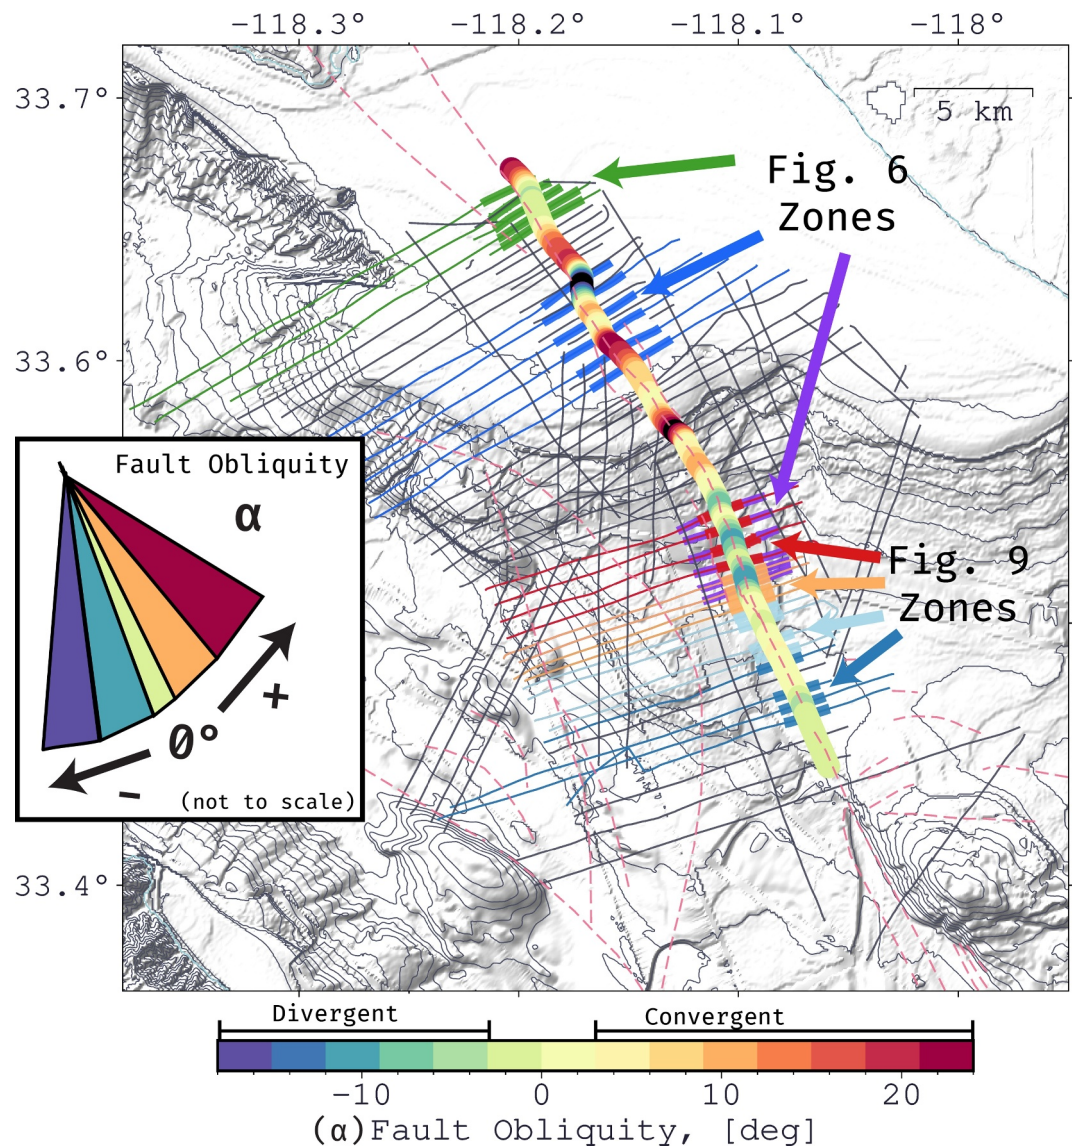 −118.3° −118.2° −118.1° −118°
33.7°
5 km
Fig. 6
Zones
33.6°
Fault Obliquity
α
Fig. 9
Zones
+
0°
-
(not to scale)
33.4°
Divergent Convergent
−10 0 10 20
(α)Fault Obliquity, [deg]